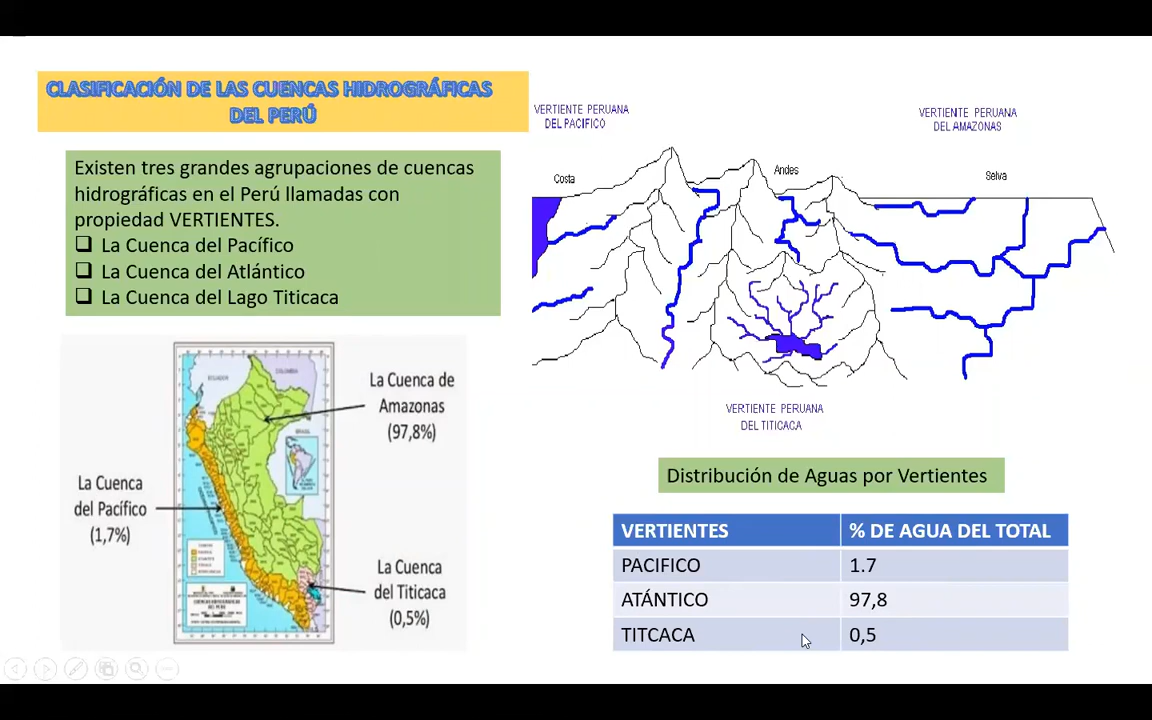 CLASIFICACIÓN DE LAS CUENCAS HIDROGRÁFICAS
DEL PERÚ
Existen tres grandes agrupaciones de cuencas
hidrográficas en el Perú llamadas con
propiedad VERTIENTES.
La Cuenca del Pacífico
La Cuenca del Atlántico
La Cuenca del Lago Titicaca
VERTIENTE PERUANA
DEL PACIFICO
VERTIENTE PERUANA
DEL AMAZONAS
Costa
Andes
Selva
VERTIENTE PERUANA
DEL TITICACA
La Cuenca de
Amazonas
(97,8%)
La Cuenca
del Pacífico
(1,7%)
La Cuenca
del Titicaca
(0,5%)
ECUADOR
COLOMBIA
BRASIL
Distribución de Aguas por Vertientes
VERTIENTES
% DE AGUA DEL TOTAL
PACIFICO
1.7
ATÁNTICO
97,8
TITCACA
0,5